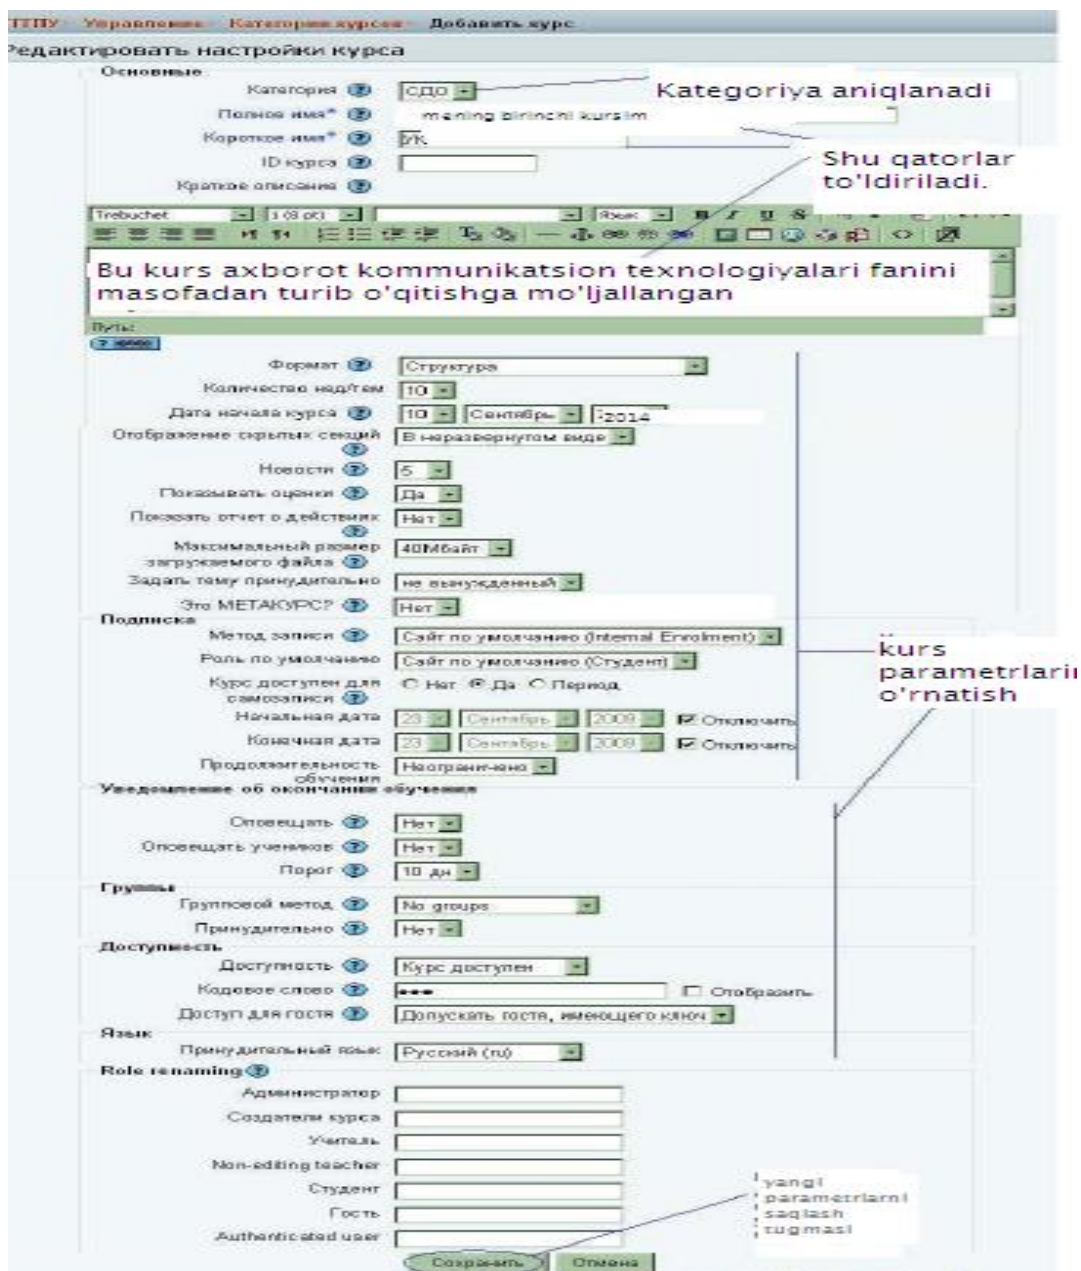 ТГПУ Управление Категории курсов Добавить курс
Редактировать настройки курса
Основные
Категория СДО Kategoriya aniqlanadi
Полное имя* mening birinchi kursim
Короткое имя* УК
Shu qatorlar
ID курса to'ldiriladi.
Краткое описание
Trebuchet 1 (8 pt) Язык B I U S
Bu kurs axborot kommunikatsion texnologiyalari fanini
masofadan turib o'qitishga mo'ljallangan
Путь:
Формат Структура
Количество нед/тем 10
Дата начала курса 10 Сентябрь 2014
Отображение скрытых секций В неразвернутом виде
Новости 5
Показывать оценки Да
Показать отчет о действиях Нет
Максимальный размер 40Мбайт
загружаемого файла
Задать тему принудительно не вынужденный
Это МЕТАКУРС? Нет
Подписка
Метод записи Сайт по умолчанию (Internal Enrolment)
kurs
Роль по умолчанию Сайт по умолчанию (Студент)
parametrlarin
Курс доступен для Нет Да Период
самозаписи
o'rnatish
Начальная дата 23 Сентябрь 2009 Отключить
Конечная дата 23 Сентябрь 2009 Отключить
Продолжительность Неограничено
обучения
Уведомление об окончании обучения
Оповещать Нет
Оповещать учеников Нет
Порог 10 дн
Группы
Групповой метод No groups
Принудительно Нет
Доступность
Доступность Курс доступен
Кодовое слово ●●● Отобразить
Доступ для гостя Допускать гостя, имеющего ключ
Язык
Принудительный язык Русский (ru)
Role renaming
Администратор
Создатели курса
Учитель
Non-editing teacher
Студент
Гость
Authenticated user
yangi
parametrlarni
saqlash
tugmasi
Сохранить Отмена